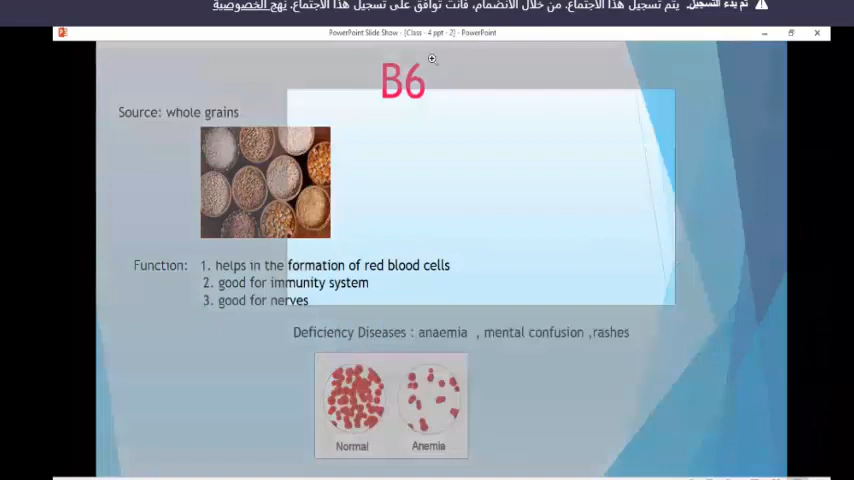 تم بدء التسجيل. يتم تسجيل هذا الاجتماع. من خلال الانضمام، فأنت توافق على تسجيل هذا الاجتماع. نهج الخصوصية
PowerPoint Slide Show - [Class - 4 ppt - 2] - PowerPoint
B6
Source: whole grains
Function: 1. helps in the formation of red blood cells
2. good for immunity system
3. good for nerves
Deficiency Diseases : anaemia , mental confusion ,rashes
Normal Anemia